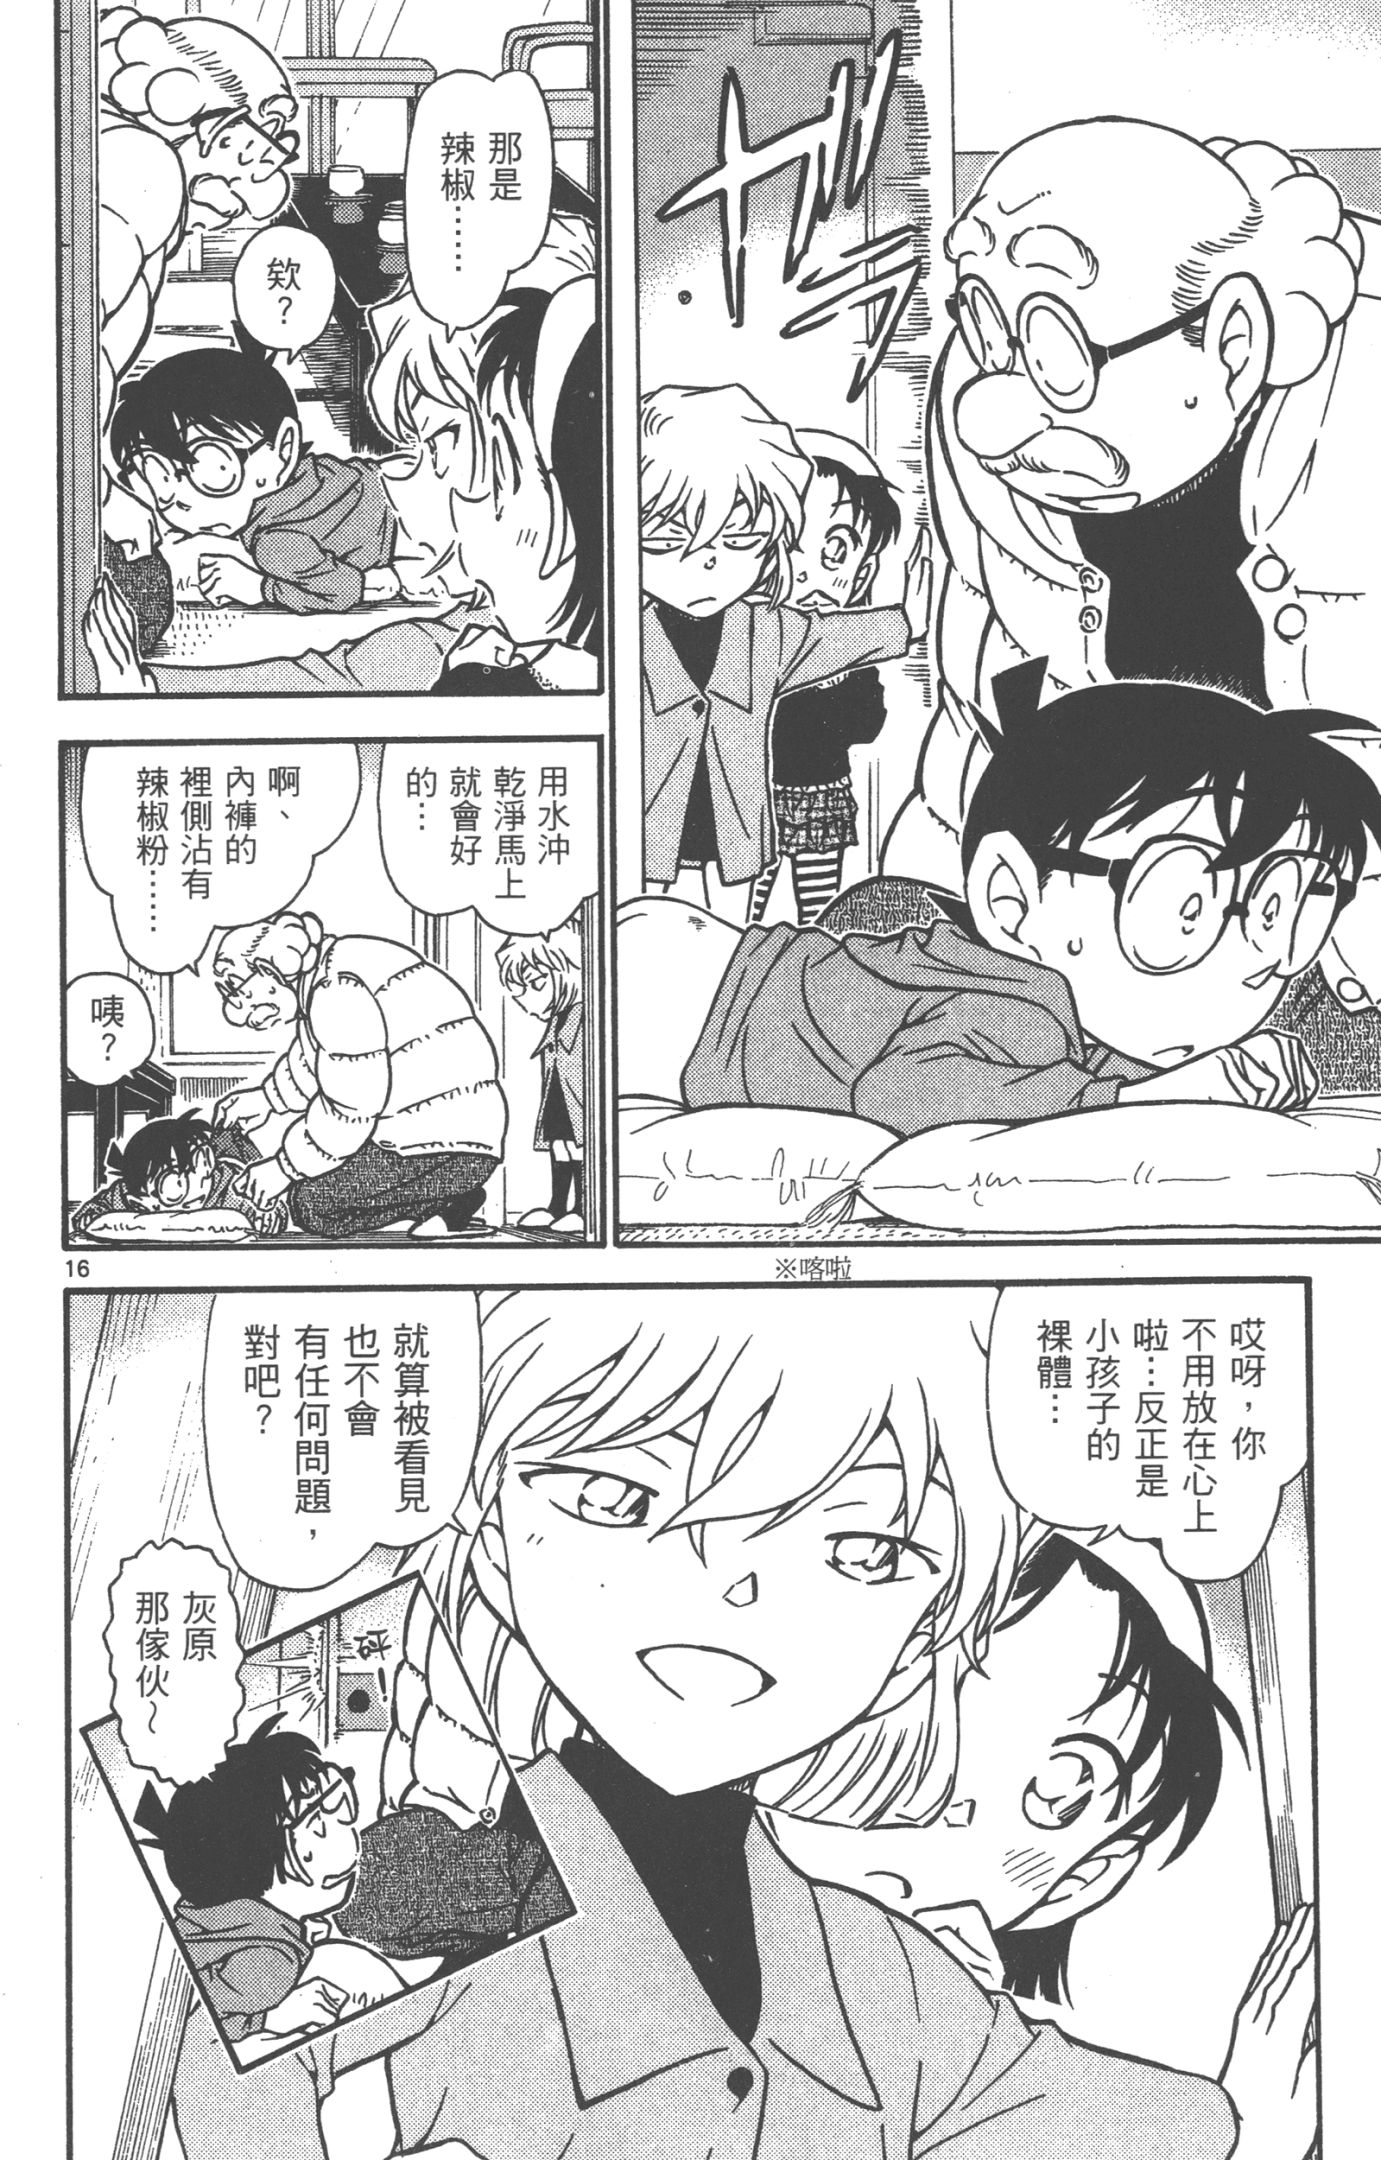 ガラッ
※喀啦
那是
辣椒……
欸？
用水沖
乾淨馬上
就會好
的…
啊、
內褲的
裡側沾有
辣椒粉……
咦？
16
哎呀，你
不用放在心上
啦…反正是
小孩子的
裸體…
就算被看見
也不會
有任何問題，
對吧？
灰原
那傢伙~
砰！